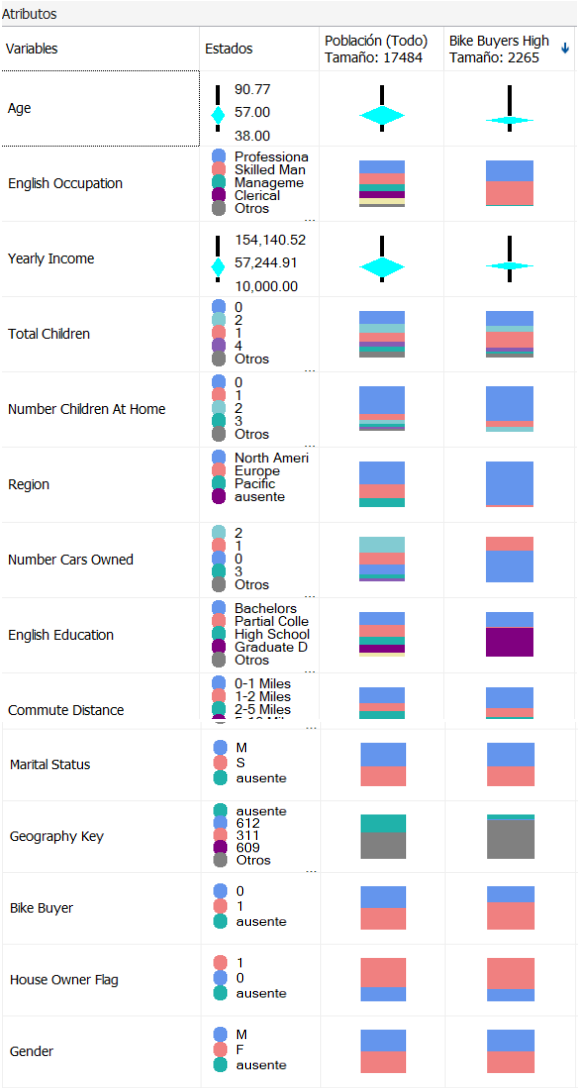 Atributos
Variables Estados Población (Todo) Tamaño: 17484 Bike Buyers High Tamaño: 2265
Age
90.77
57.00
38.00
English Occupation
Professiona
Skilled Man
Manageme
Clerical
Otros
...
Yearly Income
154,140.52
57,244.91
10,000.00
Total Children
0
2
1
4
Otros
...
Number Children At Home
0
1
2
3
Otros
...
Region
North Ameri
Europe
Pacific
ausente
Number Cars Owned
2
1
0
3
Otros
...
English Education
Bachelors
Partial Colle
High School
Graduate D
Otros
...
Commute Distance
0-1 Miles
1-2 Miles
2-5 Miles
...
Marital Status
M
S
ausente
Geography Key
ausente
612
311
609
Otros
...
Bike Buyer
0
1
ausente
House Owner Flag
1
0
ausente
Gender
M
F
ausente